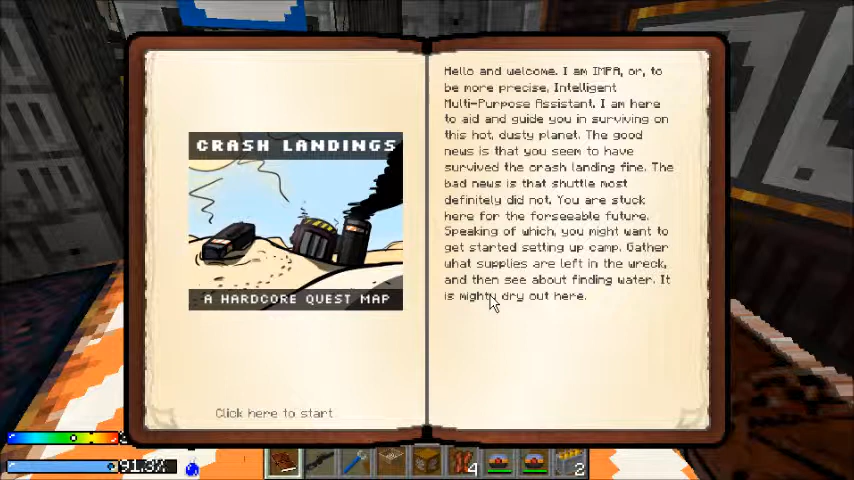 CRASH LANDINGS
A HARDCORE QUEST MAP
Click here to start
Hello and welcome. I am IMPA, or, to
be more precise, Intelligent
Multi-Purpose Assistant. I am here
to aid and guide you in surviving on
this hot, dusty planet. The good
news is that you seem to have
survived the crash landing fine. The
bad news is that shuttle most
definitely did not. You are stuck
here for the forseeable future.
Speaking of which, you might want to
get started setting up camp. Gather
what supplies are left in the wreck,
and then see about finding water. It
is mighty dry out here.
91.3%
4
2